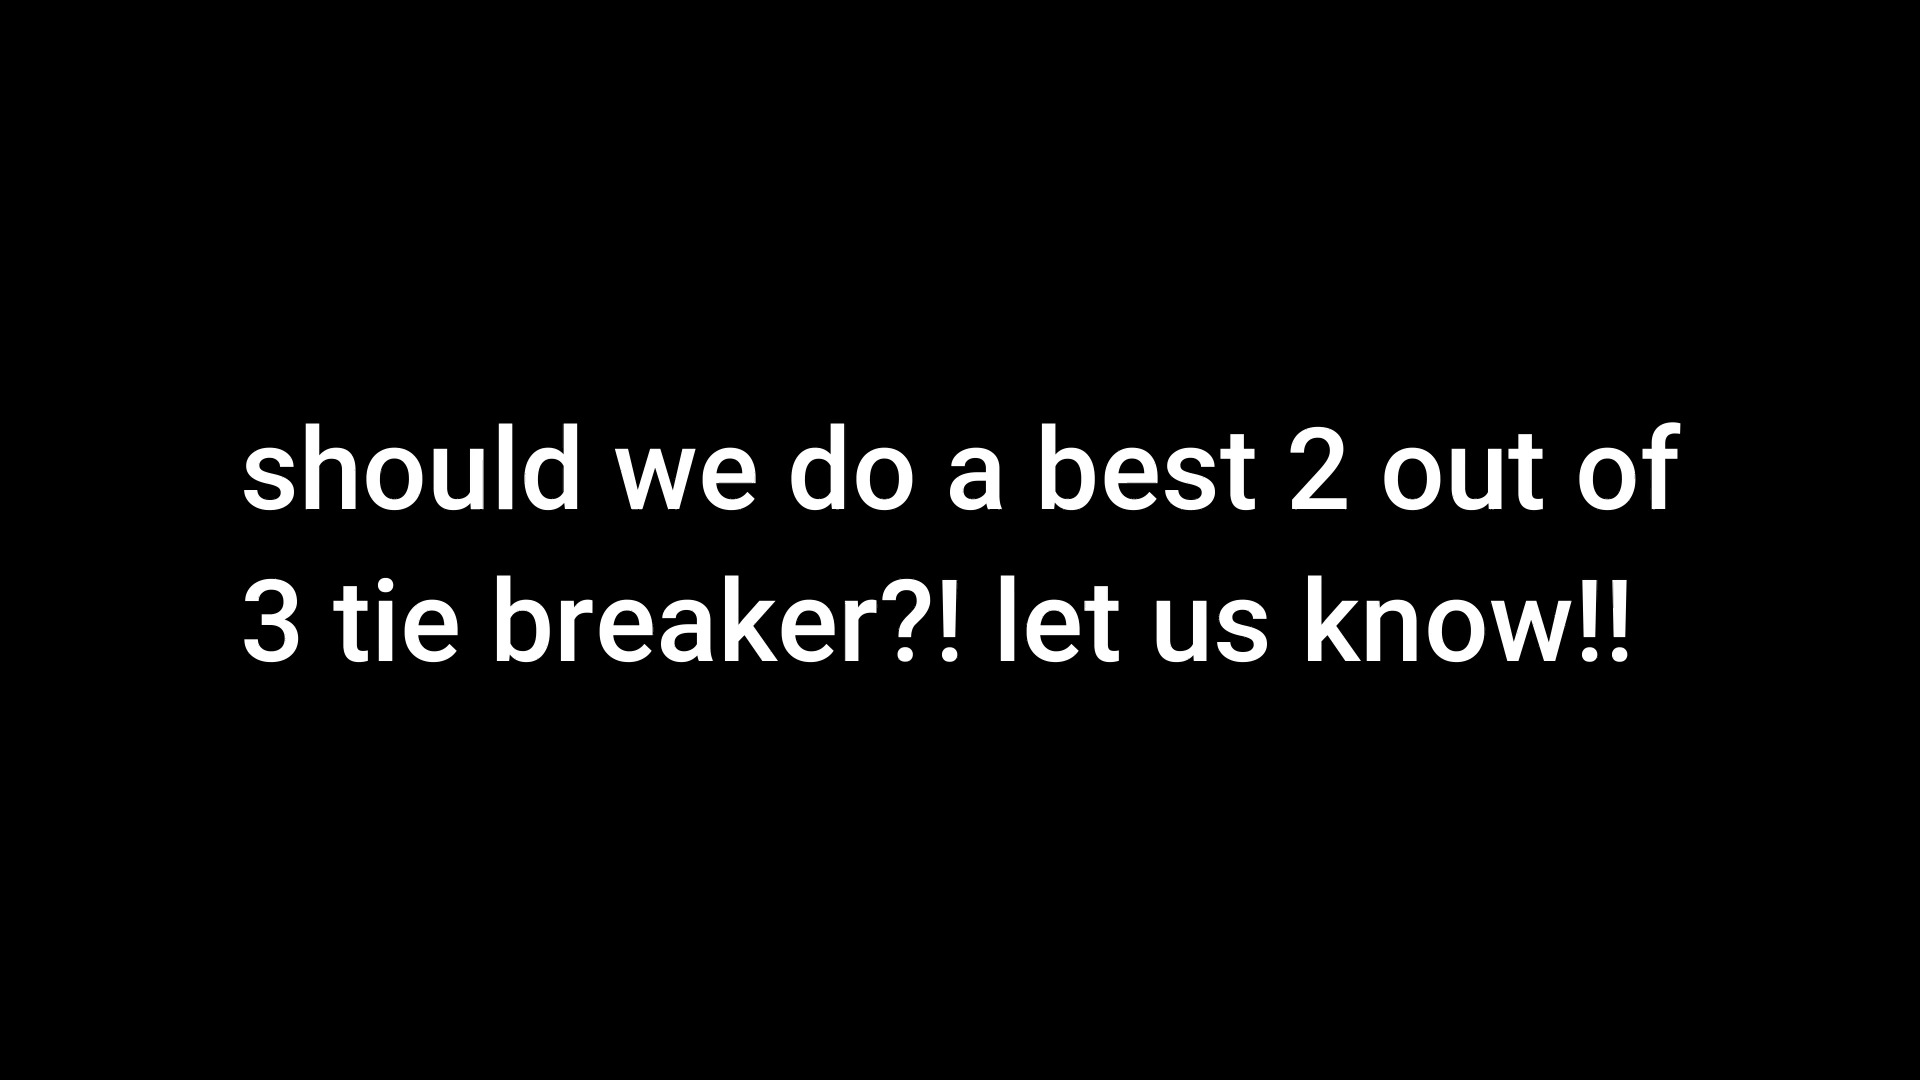 should we do a best 2 out of
3 tie breaker?! let us know!!